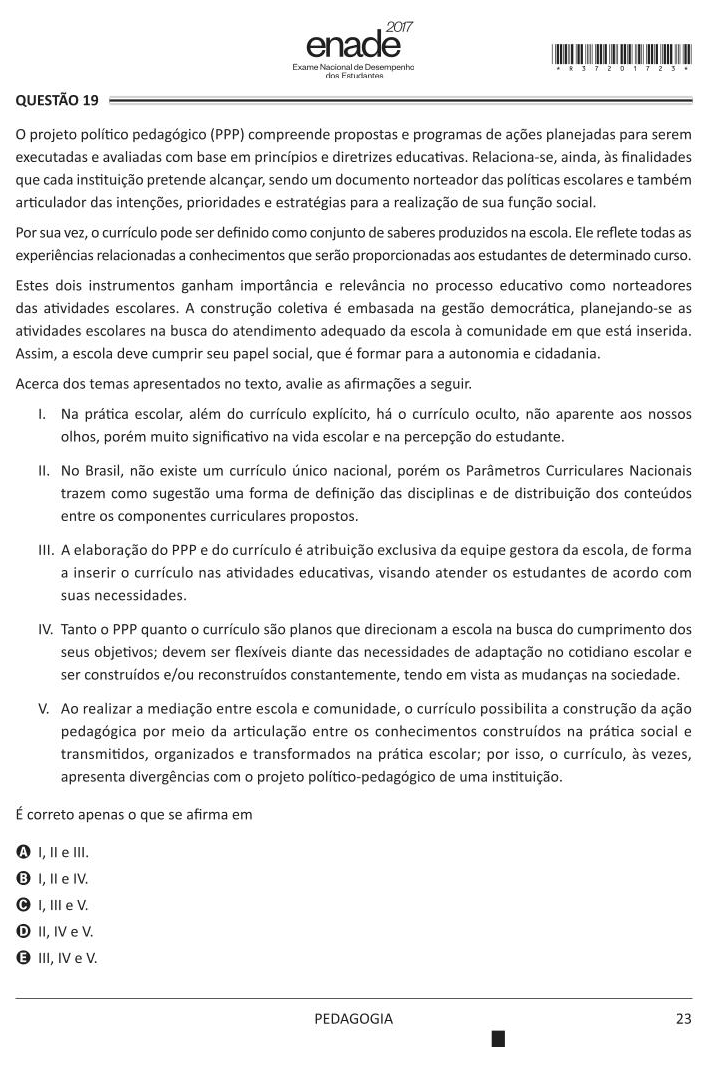 2017
enade
Exame Nacional de Desempenho
dos Estudantes
* R 3 7 2 0 1 7 2 3 *
QUESTÃO 19
O projeto político pedagógico (PPP) compreende propostas e programas de ações planejadas para serem
executadas e avaliadas com base em princípios e diretrizes educativas. Relaciona-se, ainda, às finalidades
que cada instituição pretende alcançar, sendo um documento norteador das políticas escolares e também
articulador das intenções, prioridades e estratégias para a realização de sua função social.
Por sua vez, o currículo pode ser definido como conjunto de saberes produzidos na escola. Ele reflete todas as
experiências relacionadas a conhecimentos que serão proporcionadas aos estudantes de determinado curso.
Estes dois instrumentos ganham importância e relevância no processo educativo como norteadores
das atividades escolares. A construção coletiva é embasada na gestão democrática, planejando-se as
atividades escolares na busca do atendimento adequado da escola à comunidade em que está inserida.
Assim, a escola deve cumprir seu papel social, que é formar para a autonomia e cidadania.
Acerca dos temas apresentados no texto, avalie as afirmações a seguir.
I. Na prática escolar, além do currículo explícito, há o currículo oculto, não aparente aos nossos
olhos, porém muito significativo na vida escolar e na percepção do estudante.
II. No Brasil, não existe um currículo único nacional, porém os Parâmetros Curriculares Nacionais
trazem como sugestão uma forma de definição das disciplinas e de distribuição dos conteúdos
entre os componentes curriculares propostos.
III. A elaboração do PPP e do currículo é atribuição exclusiva da equipe gestora da escola, de forma
a inserir o currículo nas atividades educativas, visando atender os estudantes de acordo com
suas necessidades.
IV. Tanto o PPP quanto o currículo são planos que direcionam a escola na busca do cumprimento dos
seus objetivos; devem ser flexíveis diante das necessidades de adaptação no cotidiano escolar e
ser construídos e/ou reconstruídos constantemente, tendo em vista as mudanças na sociedade.
V. Ao realizar a mediação entre escola e comunidade, o currículo possibilita a construção da ação
pedagógica por meio da articulação entre os conhecimentos construídos na prática social e
transmitidos, organizados e transformados na prática escolar; por isso, o currículo, às vezes,
apresenta divergências com o projeto político-pedagógico de uma instituição.
É correto apenas o que se afirma em
A I, II e III.
B I, II e IV.
C I, III e V.
D II, IV e V.
E III, IV e V.
PEDAGOGIA
23